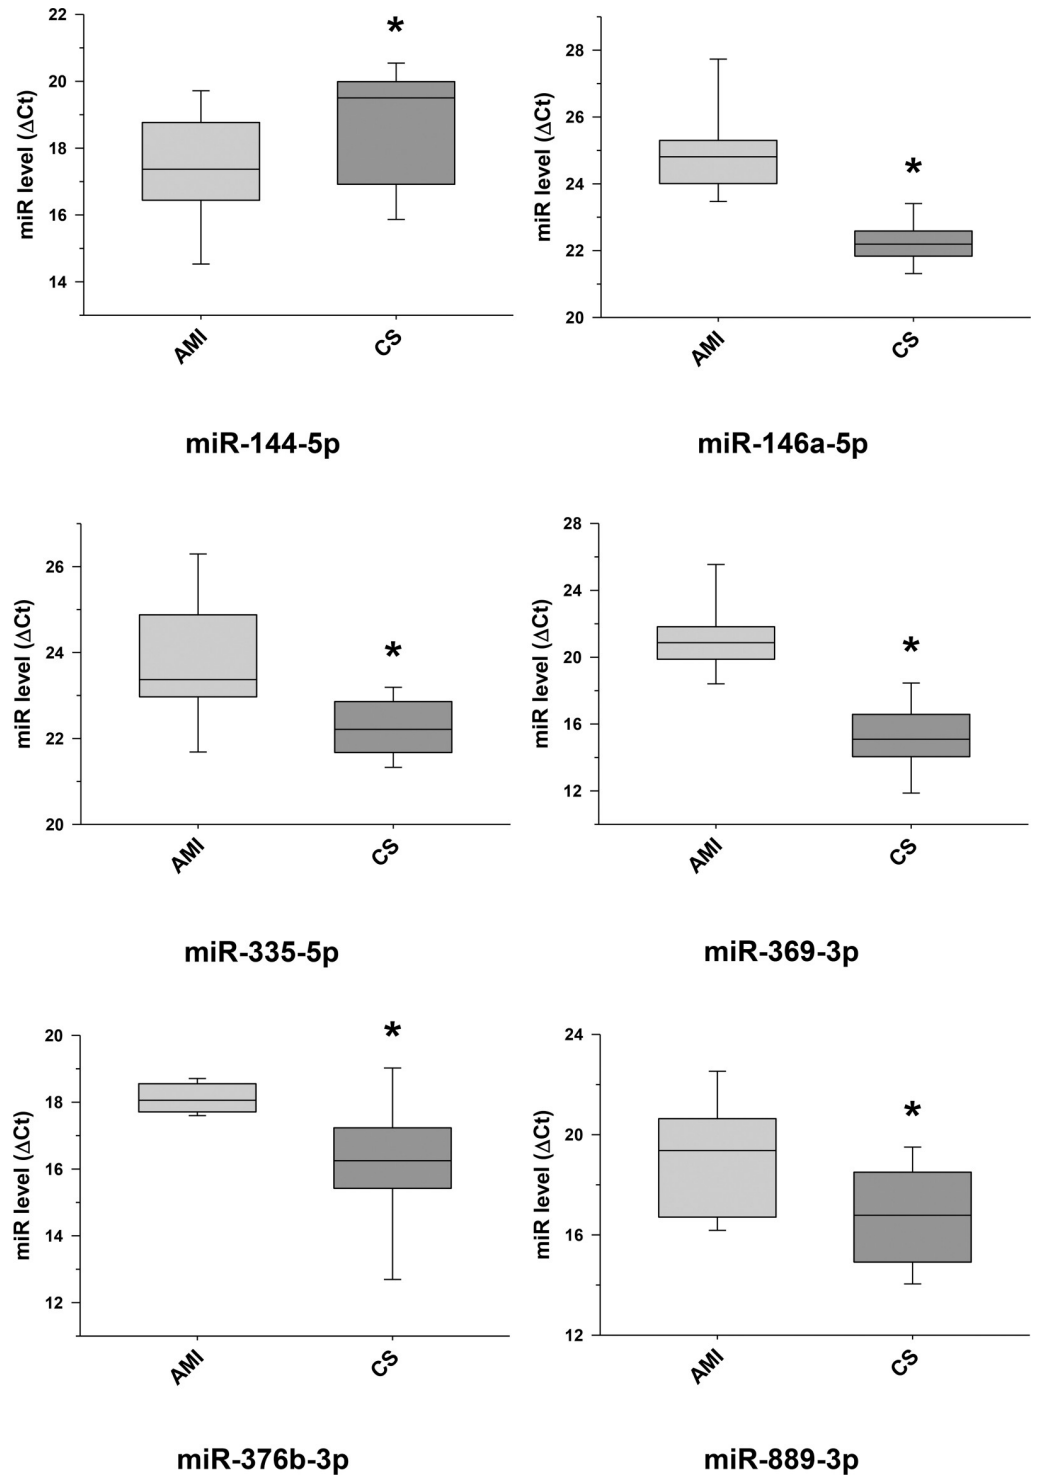 22
20
18
16
14
miR level (ΔCt)
*
AMI
CS
miR-144-5p
28
26
24
22
20
miR level (ΔCt)
*
AMI
CS
miR-146a-5p
26
24
22
20
miR level (ΔCt)
*
AMI
CS
miR-335-5p
28
24
20
16
12
miR level (ΔCt)
*
AMI
CS
miR-369-3p
20
18
16
14
12
miR level (ΔCt)
*
AMI
CS
miR-376b-3p
24
20
16
12
miR level (ΔCt)
*
AMI
CS
miR-889-3p